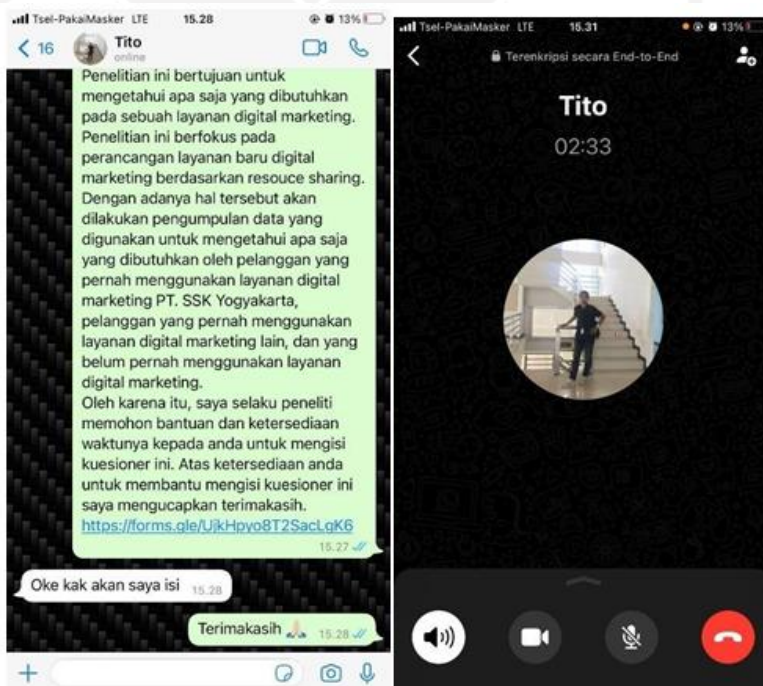 Tsel-PakaiMasker LTE 15.28 13%
16 Tito
online
Penelitian ini bertujuan untuk
mengetahui apa saja yang dibutuhkan
pada sebuah layanan digital marketing.
Penelitian ini berfokus pada
perancangan layanan baru digital
marketing berdasarkan resouce sharing.
Dengan adanya hal tersebut akan
dilakukan pengumpulan data yang
digunakan untuk mengetahui apa saja
yang dibutuhkan oleh pelanggan yang
pernah menggunakan layanan digital
marketing PT. SSK Yogyakarta,
pelanggan yang pernah menggunakan
layanan digital marketing lain, dan yang
belum pernah menggunakan layanan
digital marketing.
Oleh karena itu, saya selaku peneliti
memohon bantuan dan ketersediaan
waktunya kepada anda untuk mengisi
kuesioner ini. Atas ketersediaan anda
untuk membantu mengisi kuesioner ini
saya mengucapkan terimakasih.
https://forms.gle/UjkHpyo8T2SacLgK6
15.27
Oke kak akan saya isi 15.28
Terimakasih 🙏🏻 15.28
Tsel-PakaiMasker LTE 15.31 13%
Terenkripsi secara End-to-End
Tito
02:33